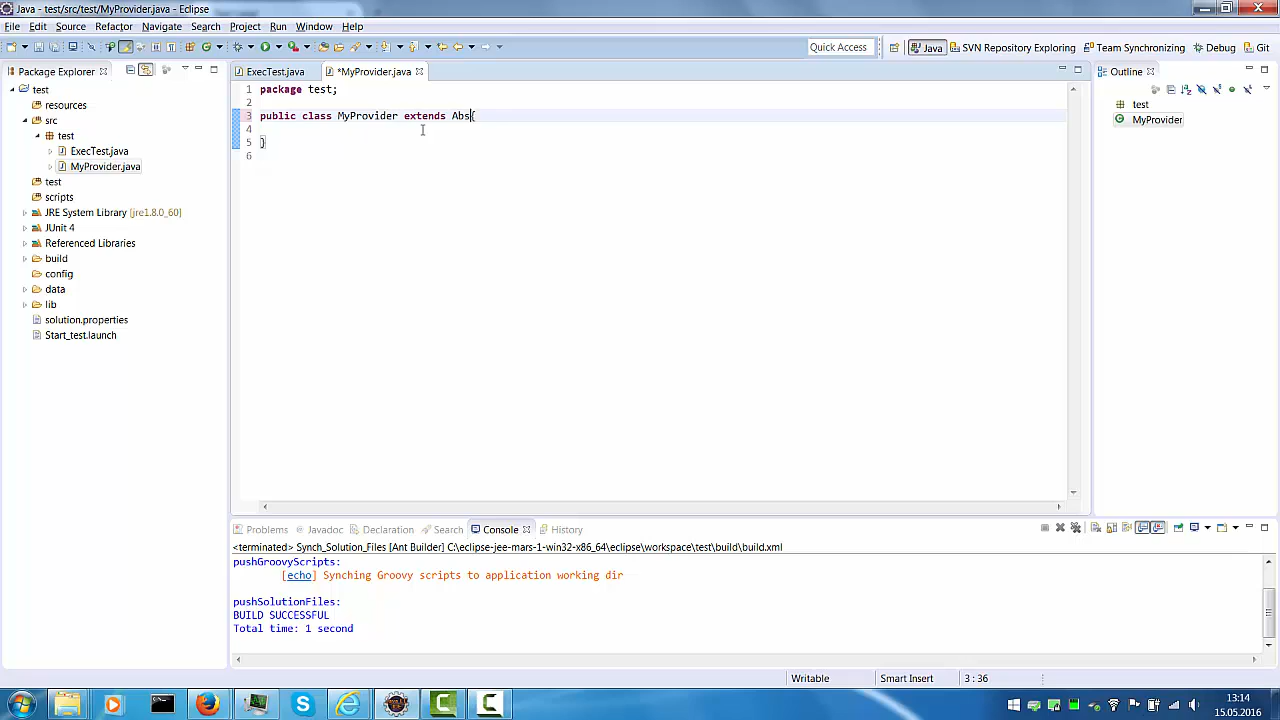 Java - test/src/test/MyProvider.java - Eclipse
File Edit Source Refactor Navigate Search Project Run Window Help
Quick Access Java SVN Repository Exploring Team Synchronizing Debug Git
Package Explorer
test
resources
src
test
ExecTest.java
MyProvider.java
test
scripts
JRE System Library [jre1.8.0_60]
JUnit 4
Referenced Libraries
build
config
data
lib
solution.properties
Start_test.launch
ExecTest.java *MyProvider.java
1 package test;
2
3 public class MyProvider extends Abs{
4
5 }
6
Outline
test
MyProvider
Problems Javadoc Declaration Search Console History
<terminated> Synch_Solution_Files [Ant Builder] C:\eclipse-jee-mars-1-win32-x86_64\eclipse\workspace\test\build\build.xml
pushGroovyScripts:
[echo] Synching Groovy scripts to application working dir
pushSolutionFiles:
BUILD SUCCESSFUL
Total time: 1 second
Writable Smart Insert 3 : 36
13:14
15.05.2016